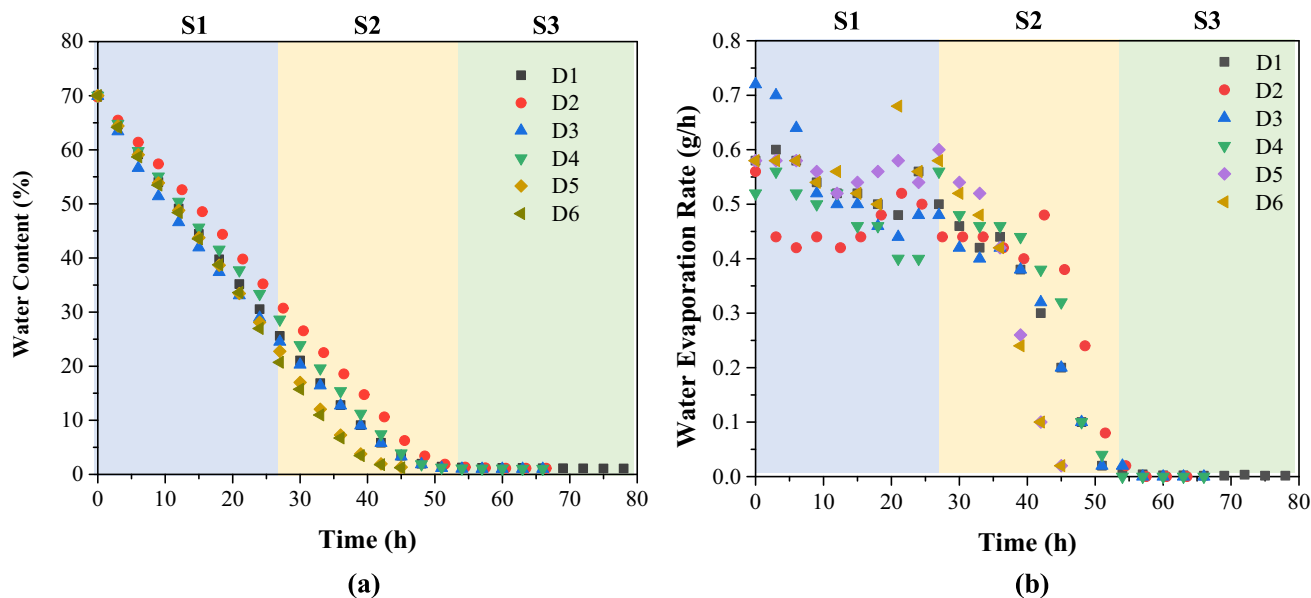 S1 S2 S3
80
70
60
50
40
30
20
10
0
Water Content (%)
D1
D2
D3
D4
D5
D6
0 10 20 30 40 50 60 70 80
Time (h)
(a)
S1 S2 S3
0.8
0.7
0.6
0.5
0.4
0.3
0.2
0.1
0.0
Water Evaporation Rate (g/h)
D1
D2
D3
D4
D5
D6
0 10 20 30 40 50 60 70 80
Time (h)
(b)